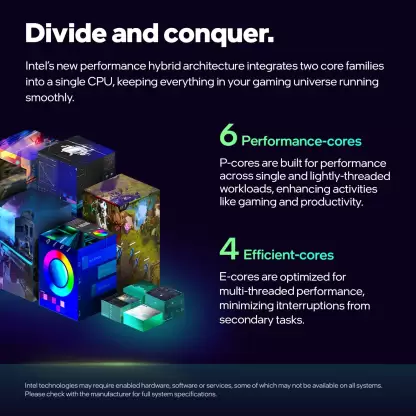 Divide and conquer.
Intel's new performance hybrid architecture integrates two core families
into a single CPU, keeping everything in your gaming universe running
smoothly.
6 Performance-cores
P-cores are built for performance
across single and lightly-threaded
workloads, enhancing activities
like gaming and productivity.
4 Efficient-cores
E-cores are optimized for
multi-threaded performance,
minimizing itnterruptions from
secondary tasks.
Intel technologies may require enabled hardware, software or services, some of which may not be available on all systems.
Please check with the manufacturer for full system specifications.